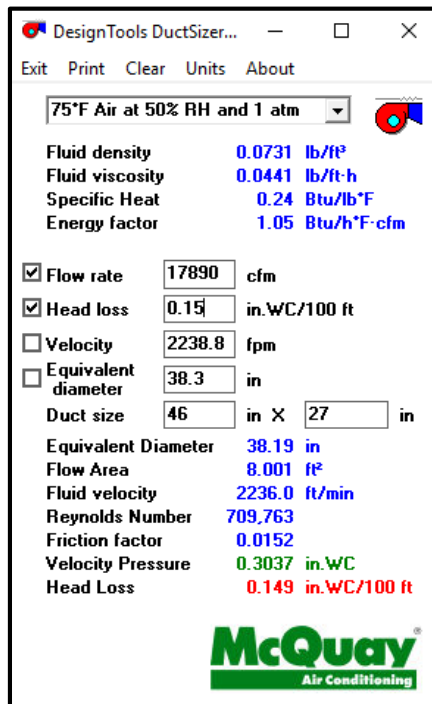 DesignTools DuctSizer...
Exit Print Clear Units About
75°F Air at 50% RH and 1 atm
Fluid density 0.0731 lb/ft³
Fluid viscosity 0.0441 lb/ft·h
Specific Heat 0.24 Btu/lb°F
Energy factor 1.05 Btu/h°F·cfm
Flow rate 17890 cfm
Head loss 0.15 in.WC/100 ft
Velocity 2238.8 fpm
Equivalent diameter 38.3 in
Duct size 46 in X 27 in
Equivalent Diameter 38.19 in
Flow Area 8.001 ft²
Fluid velocity 2236.0 ft/min
Reynolds Number 709,763
Friction factor 0.0152
Velocity Pressure 0.3037 in.WC
Head Loss 0.149 in.WC/100 ft
McQuay®
Air Conditioning